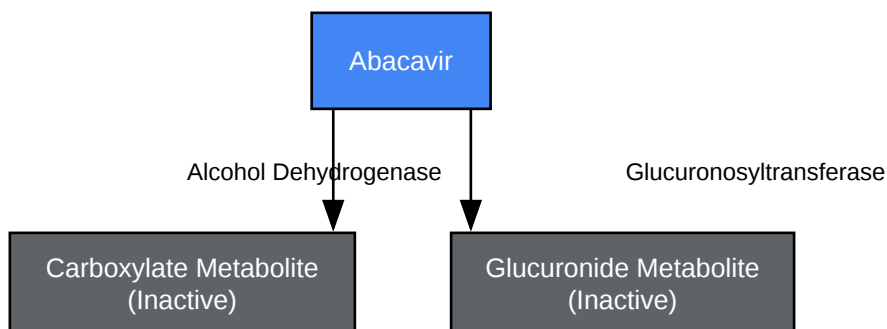 Abacavir
Alcohol Dehydrogenase
Glucuronosyltransferase
Carboxylate Metabolite
(Inactive)
Glucuronide Metabolite
(Inactive)